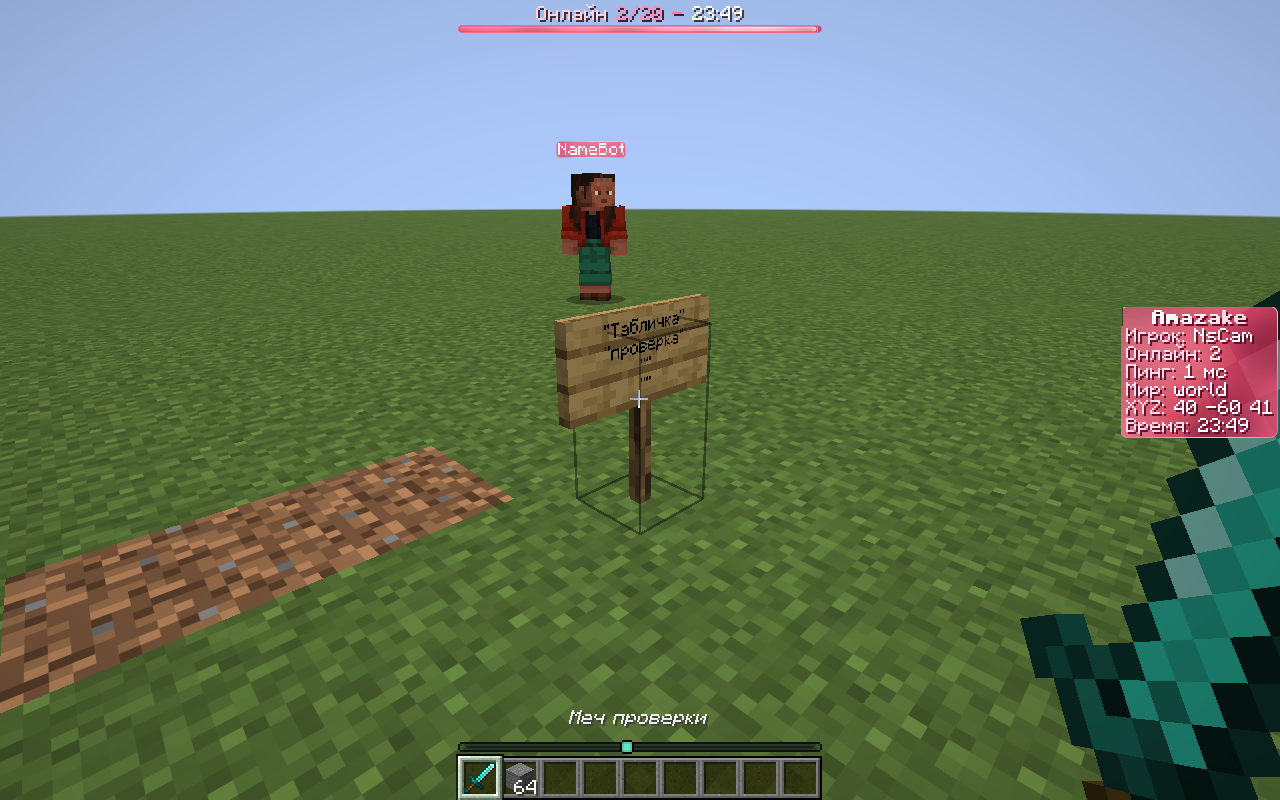 Онлайн 2/20 - 23:49
NameBot
"Табличка"
"проверка"
""
""
Amazake
Игрок: NsCam
Онлайн: 2
Пинг: 1 мс
Мир: world
XYZ: 40 -60 41
Время: 23:49
Меч проверки
64